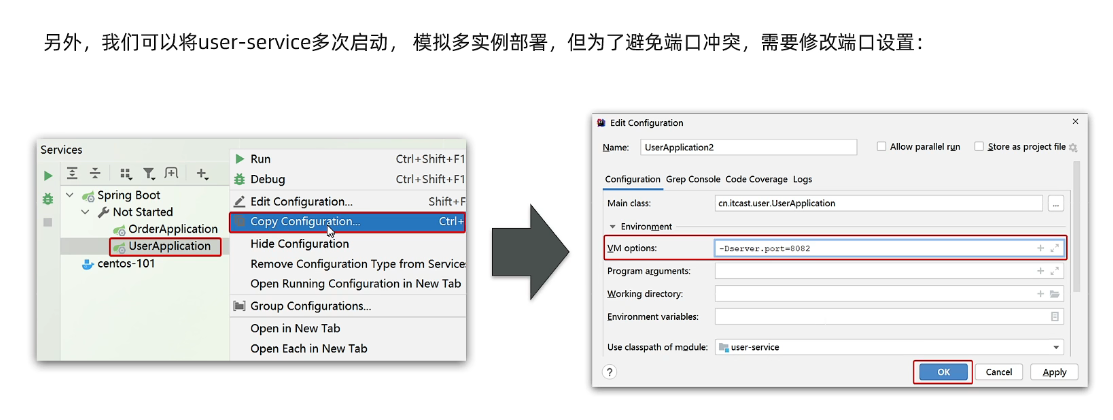 另外，我们可以将user-service多次启动， 模拟多实例部署，但为了避免端口冲突，需要修改端口设置：
Services
Run Ctrl+Shift+F1
Debug Ctrl+Shift+F1
Edit Configuration... Shift+F
Copy Configuration... Ctrl+
Hide Configuration
Remove Configuration Type from Service
Open Running Configuration in New Tab
Group Configurations...
Open in New Tab
Open Each in New Tab
Spring Boot
Not Started
OrderApplication
UserApplication
centos-101
Edit Configuration
Name: UserApplication2 Allow parallel run Store as project file
Configuration Grep Console Code Coverage Logs
Main class: cn.itcast.user.UserApplication ...
Environment
VM options: -Dserver.port=8082
Program arguments:
Working directory:
Environment variables:
Use classpath of module: user-service
? OK Cancel Apply